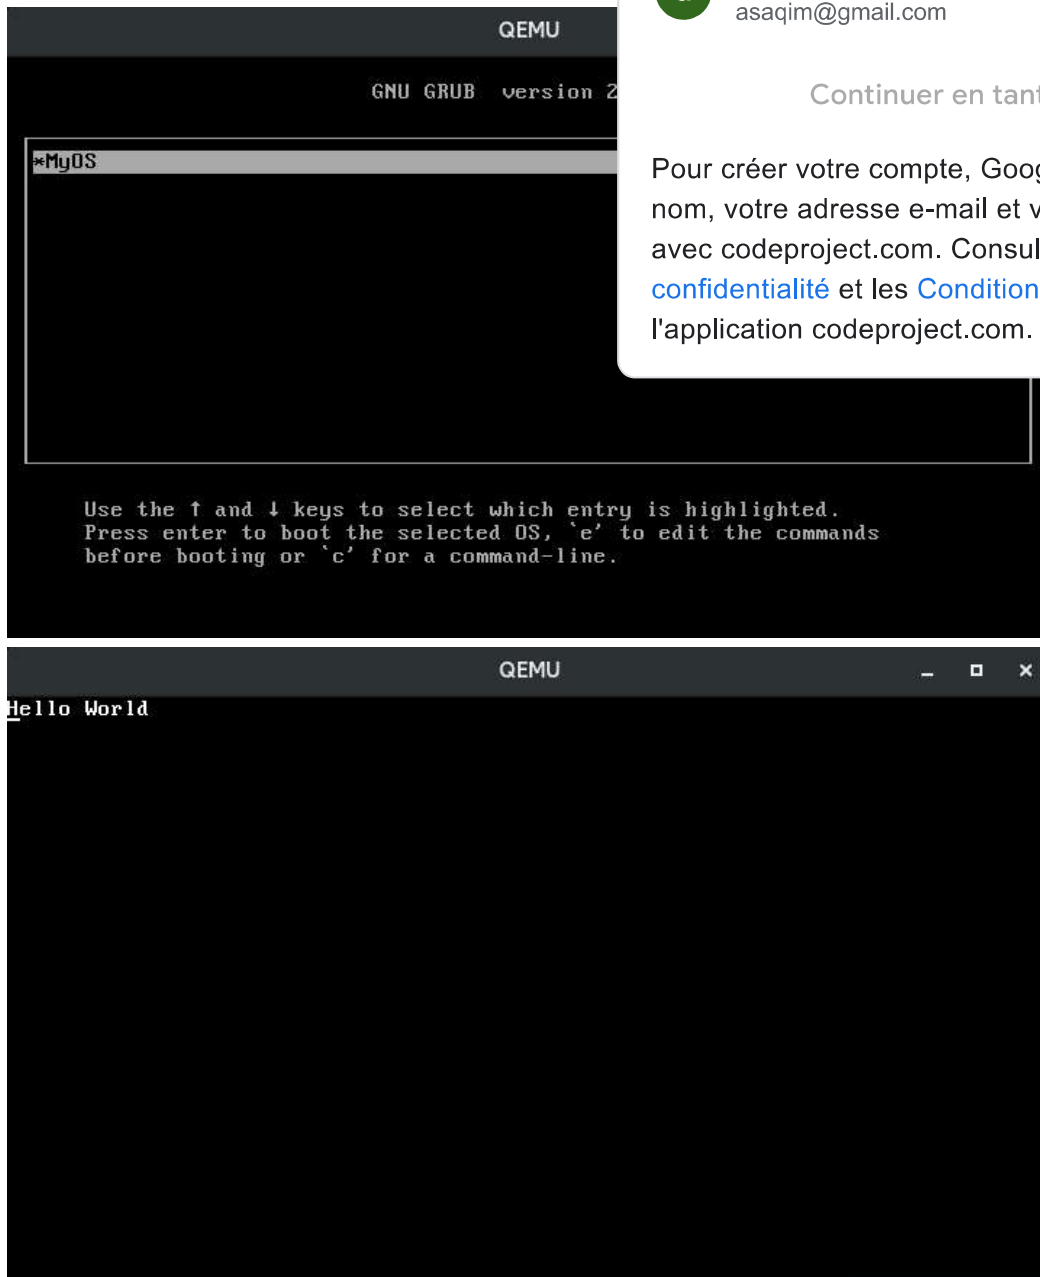 QEMU
asaqim@gmail.com
GNU GRUB version 2
Continuer en tant
*MyOS
Pour créer votre compte, Goog
nom, votre adresse e-mail et v
avec codeproject.com. Consul
confidentialité et les Condition
l'application codeproject.com.
Use the ↑ and ↓ keys to select which entry is highlighted.
Press enter to boot the selected OS, `e' to edit the commands
before booting or `c' for a command-line.
QEMU
Hello World